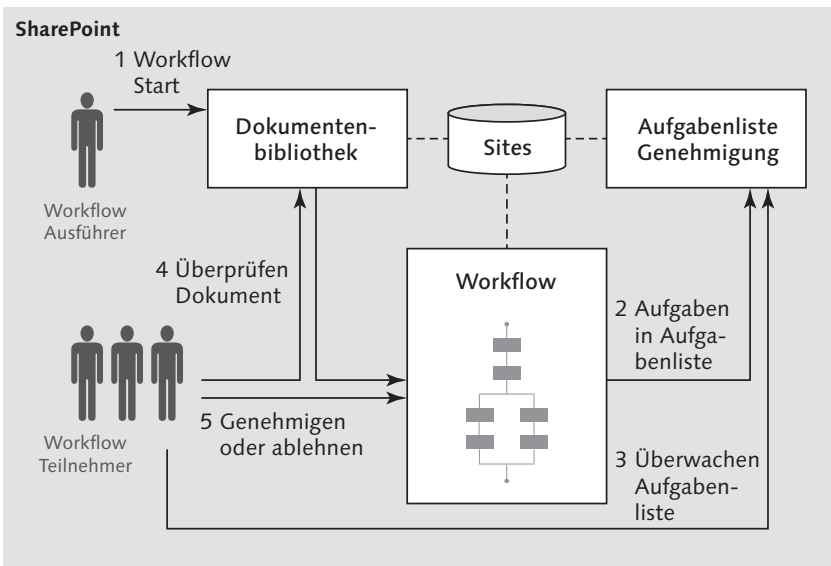 SharePoint
1 Workflow
Start
Workflow
Ausführer
Dokumenten-
bibliothek
Sites
Aufgabenliste
Genehmigung
4 Überprüfen
Dokument
Workflow
2 Aufgaben
in Aufga-
benliste
Workflow
Teilnehmer
5 Genehmigen
oder ablehnen
3 Überwachen
Aufgaben-
liste